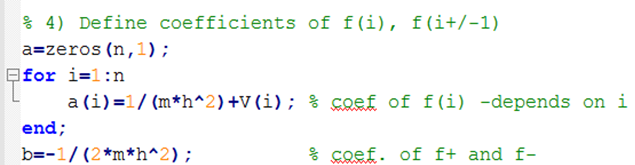 % 4) Define coefficients of f(i), f(i+/-1)
a=zeros(n,1);
for i=1:n
a(i)=1/(m*h^2)+V(i); % coef of f(i) -depends on i
end;
b=-1/(2*m*h^2); % coef. of f+ and f-